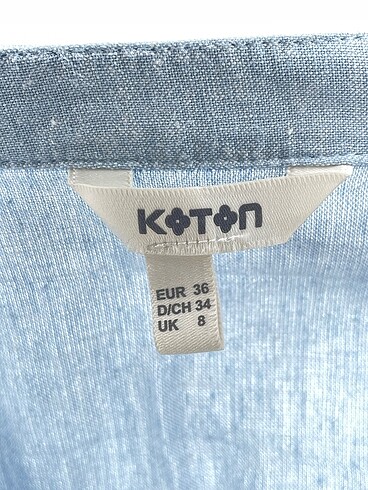 KOTON
EUR 36
D/CH 34
UK 8